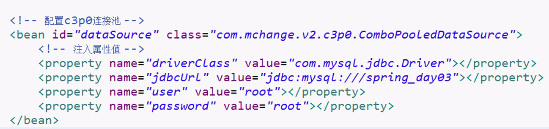 <!-- 配置c3p0连接池 -->
<bean id="dataSource" class="com.mchange.v2.c3p0.ComboPooledDataSource">
<!-- 注入属性值 -->
<property name="driverClass" value="com.mysql.jdbc.Driver"></property>
<property name="jdbcUrl" value="jdbc:mysql:///spring_day03"></property>
<property name="user" value="root"></property>
<property name="password" value="root"></property>
</bean>